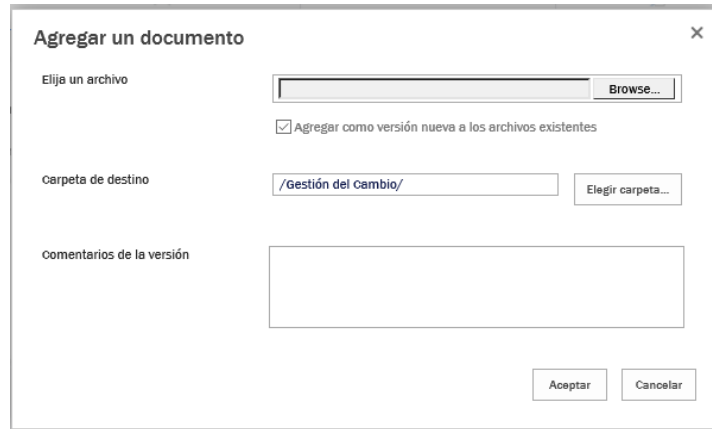 Agregar un documento
Elija un archivo
Browse...
Agregar como versión nueva a los archivos existentes
Carpeta de destino
/Gestión del Cambio/
Elegir carpeta...
Comentarios de la versión
Aceptar
Cancelar